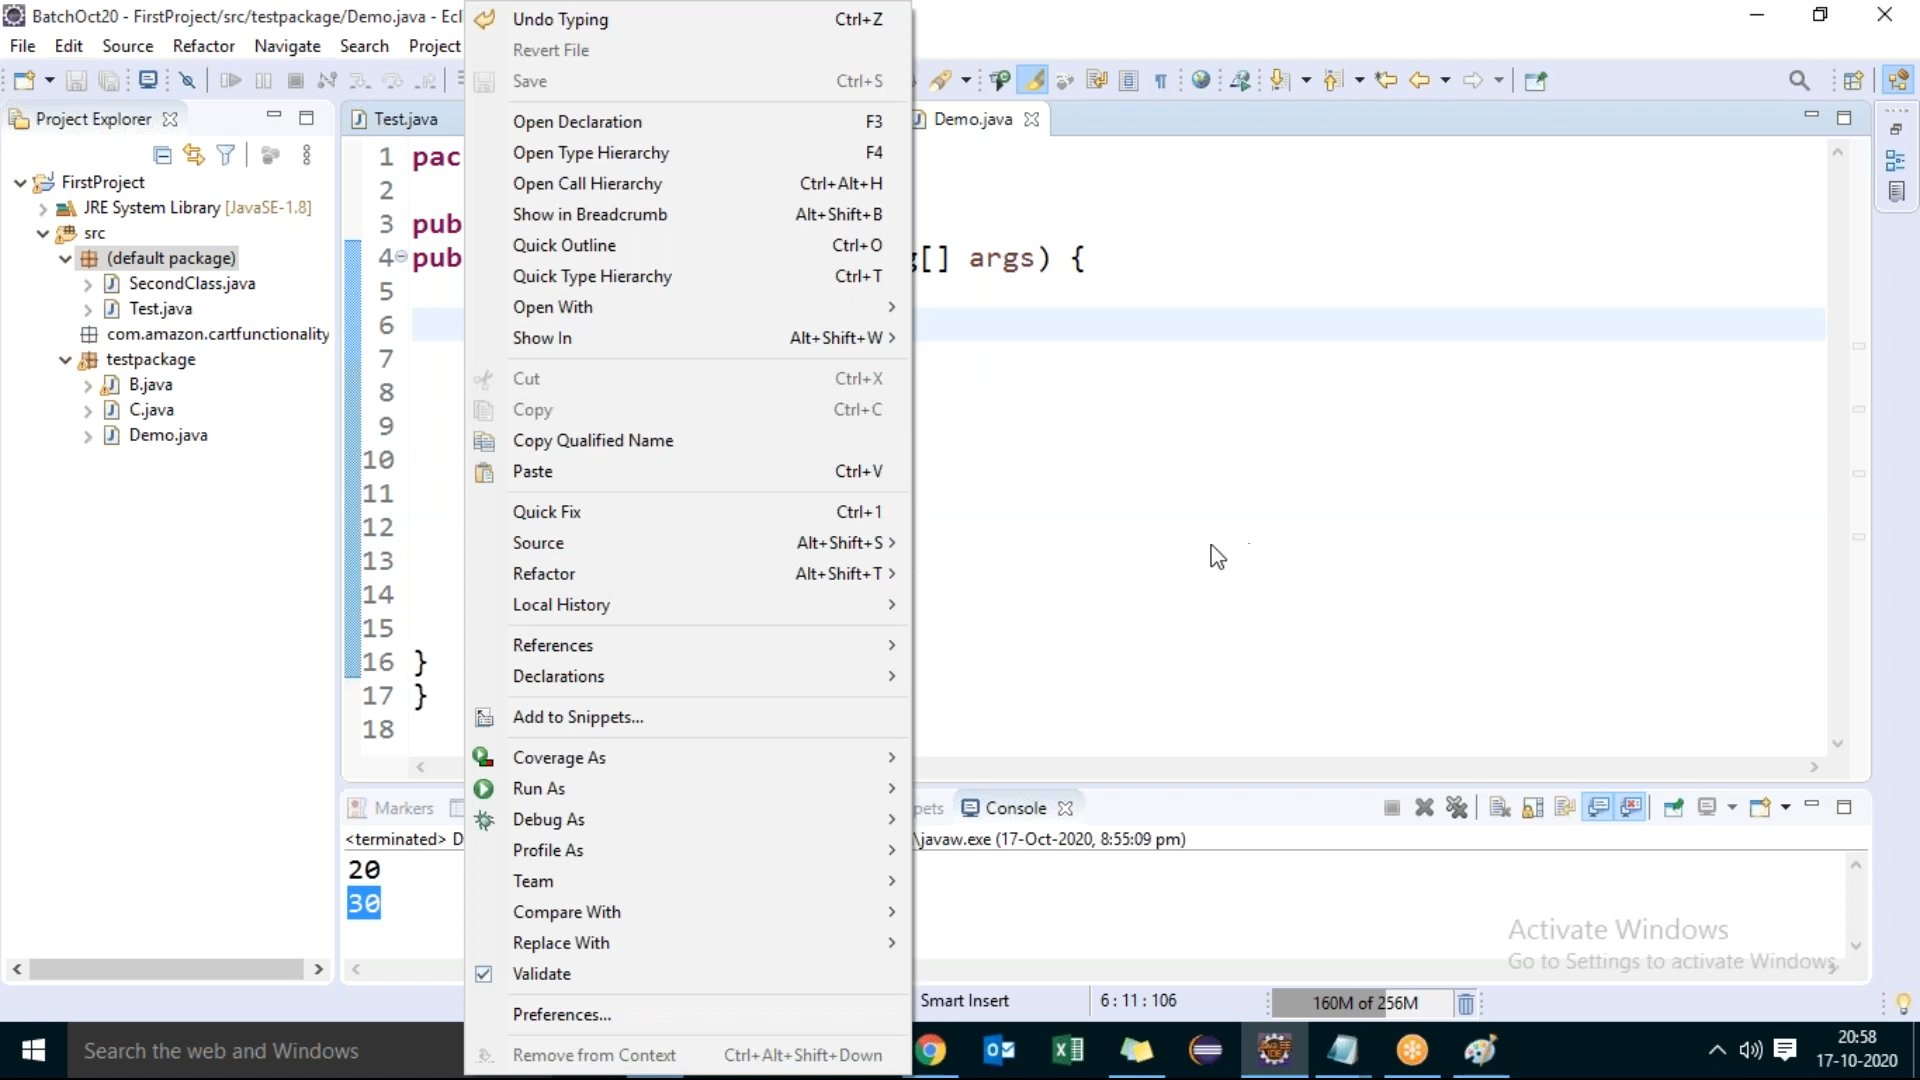 BatchOct20 - FirstProject/src/testpackage/Demo.java - Ecl
File Edit Source Refactor Navigate Search Project
Project Explorer
FirstProject
JRE System Library [JavaSE-1.8]
src
(default package)
SecondClass.java
Test.java
com.amazon.cartfunctionality
testpackage
B.java
C.java
Demo.java
Test.java
Demo.java
1 pac
2
3 pub
4 pub g[] args) {
5
6
7
8
9
10
11
12
13
14
15
16 }
17 }
18
Undo Typing Ctrl+Z
Revert File
Save Ctrl+S
Open Declaration F3
Open Type Hierarchy F4
Open Call Hierarchy Ctrl+Alt+H
Show in Breadcrumb Alt+Shift+B
Quick Outline Ctrl+O
Quick Type Hierarchy Ctrl+T
Open With
Show In Alt+Shift+W
Cut Ctrl+X
Copy Ctrl+C
Copy Qualified Name
Paste Ctrl+V
Quick Fix Ctrl+1
Source Alt+Shift+S
Refactor Alt+Shift+T
Local History
References
Declarations
Add to Snippets...
Coverage As
Run As
Debug As
Profile As
Team
Compare With
Replace With
Validate
Preferences...
Remove from Context Ctrl+Alt+Shift+Down
Markers pets Console
<terminated> D \javaw.exe (17-Oct-2020, 8:55:09 pm)
20
30
Activate Windows
Go to Settings to activate Windows.
Smart Insert 6 : 11 : 106 160M of 256M
Search the web and Windows
20:58
17-10-2020